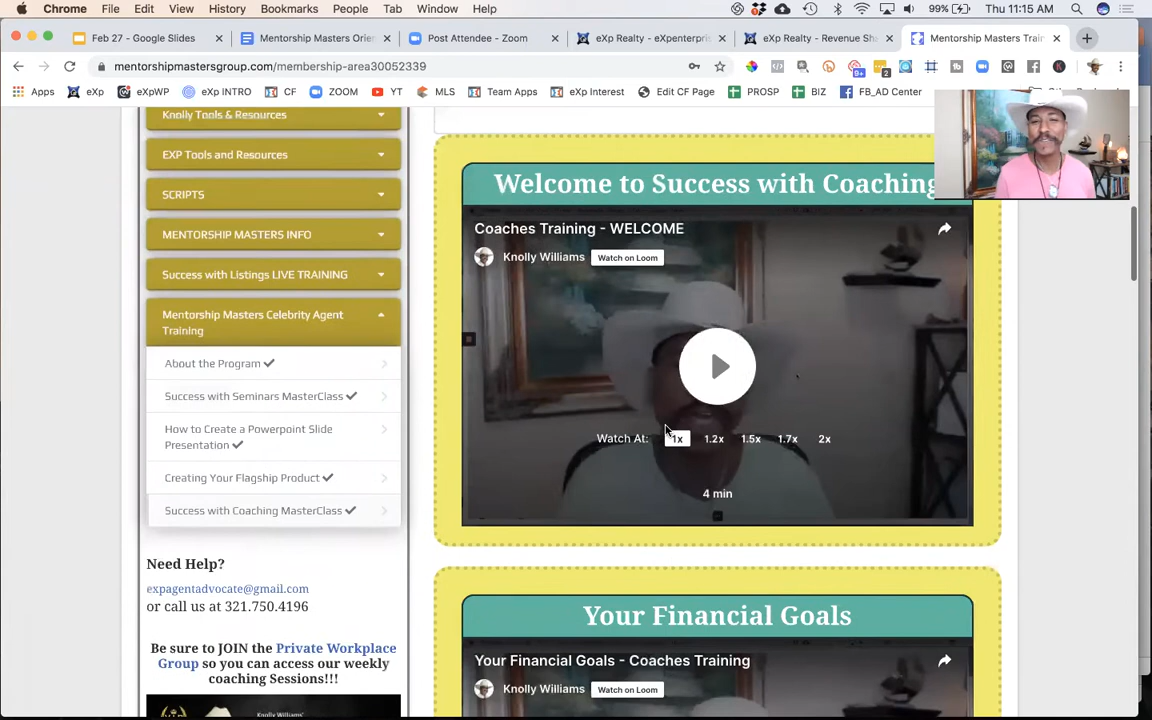 Chrome File Edit View History Bookmarks People Tab Window Help 99% Thu 11:15 AM
Feb 27 - Google Slides Mentorship Masters Orie Post Attendee - Zoom eXp Realty - eXpenterpris eXp Realty - Revenue Sha Mentorship Masters Train
mentorshipmastersgroup.com/membership-area30052339
Apps eXp eXpWP eXp INTRO CF ZOOM YT MLS Team Apps eXp Interest Edit CF Page PROSP BIZ FB_AD Center
Knolly Tools & Resources
EXP Tools and Resources
SCRIPTS
MENTORSHIP MASTERS INFO
Success with Listings LIVE TRAINING
Mentorship Masters Celebrity Agent
Training
About the Program
Success with Seminars MasterClass
How to Create a Powerpoint Slide
Presentation
Creating Your Flagship Product
Success with Coaching MasterClass
Need Help?
expagentadvocate@gmail.com
or call us at 321.750.4196
Be sure to JOIN the Private Workplace
Group so you can access our weekly
coaching Sessions!!!
Knolly Williams'
Welcome to Success with Coaching
Coaches Training - WELCOME
Knolly Williams Watch on Loom
Watch At: 1x 1.2x 1.5x 1.7x 2x
4 min
Your Financial Goals
Your Financial Goals - Coaches Training
Knolly Williams Watch on Loom